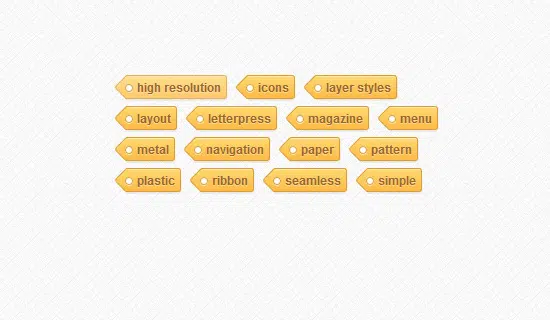 high resolution icons layer styles
layout letterpress magazine menu
metal navigation paper pattern
plastic ribbon seamless simple